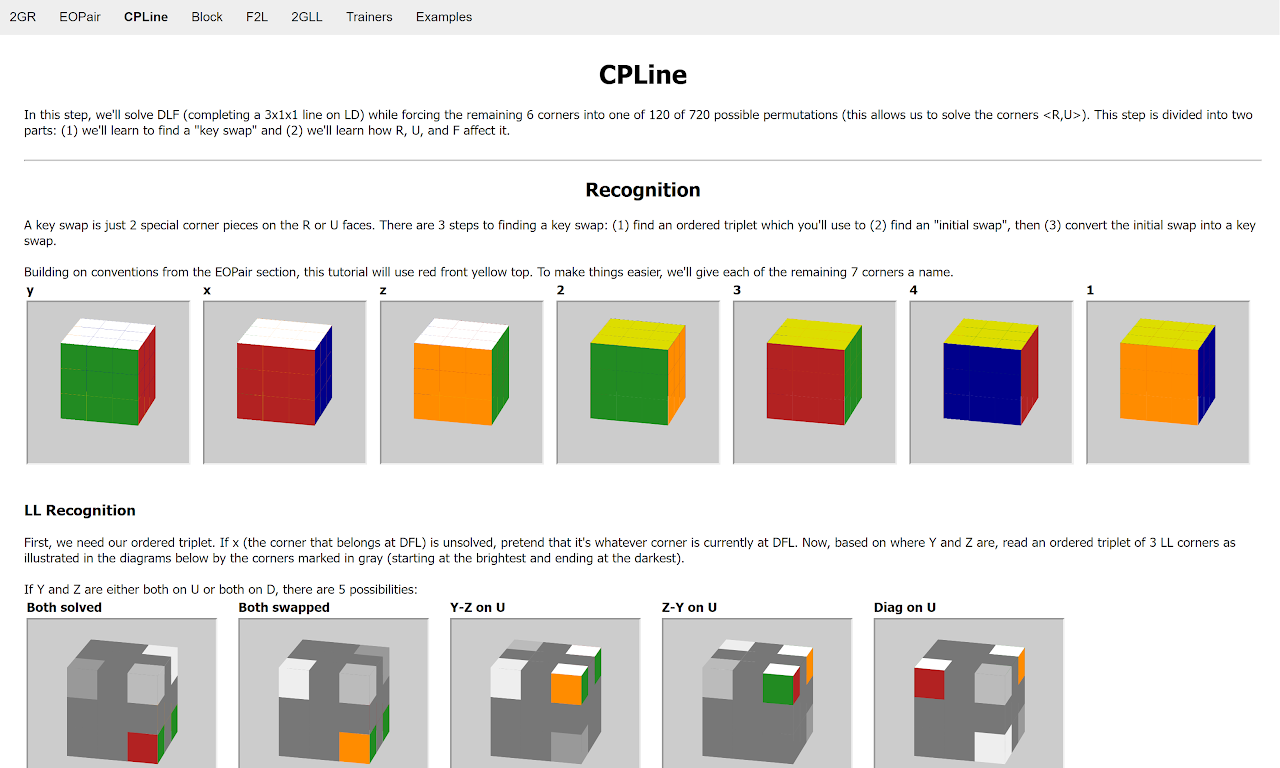 2GR EOPair CPLine Block F2L 2GLL Trainers Examples
CPLine
In this step, we'll solve DLF (completing a 3x1x1 line on LD) while forcing the remaining 6 corners into one of 120 of 720 possible permutations (this allows us to solve the corners <R,U>). This step is divided into two
parts: (1) we'll learn to find a "key swap" and (2) we'll learn how R, U, and F affect it.
Recognition
A key swap is just 2 special corner pieces on the R or U faces. There are 3 steps to finding a key swap: (1) find an ordered triplet which you'll use to (2) find an "initial swap", then (3) convert the initial swap into a key
swap.
Building on conventions from the EOPair section, this tutorial will use red front yellow top. To make things easier, we'll give each of the remaining 7 corners a name.
y x z 2 3 4 1
LL Recognition
First, we need our ordered triplet. If x (the corner that belongs at DFL) is unsolved, pretend that it's whatever corner is currently at DFL. Now, based on where Y and Z are, read an ordered triplet of 3 LL corners as
illustrated in the diagrams below by the corners marked in gray (starting at the brightest and ending at the darkest).
If Y and Z are either both on U or both on D, there are 5 possibilities:
Both solved Both swapped Y-Z on U Z-Y on U Diag on U